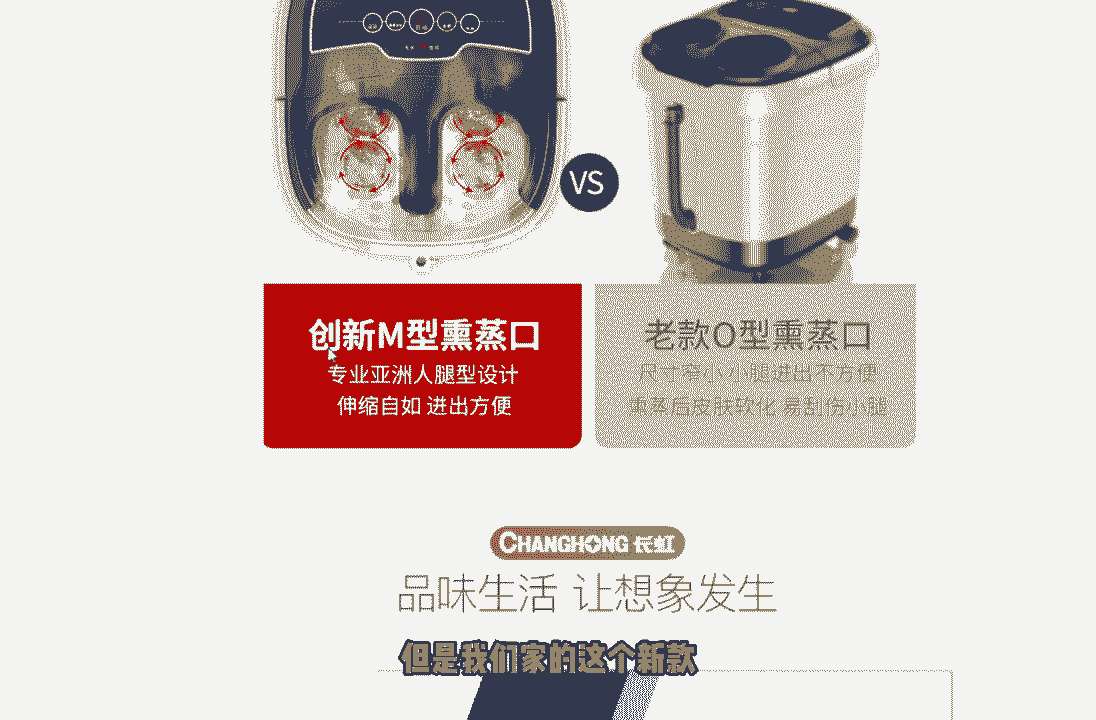 VS
创新M型熏蒸口
专业亚洲人腿型设计
伸缩自如 进出方便
老款O型熏蒸口
尺寸窄小 小腿进出不方便
熏蒸后皮肤软化 易刮伤小腿
CHANGHONG 长虹
品味生活 让想象发生
但是我们家的这个新款